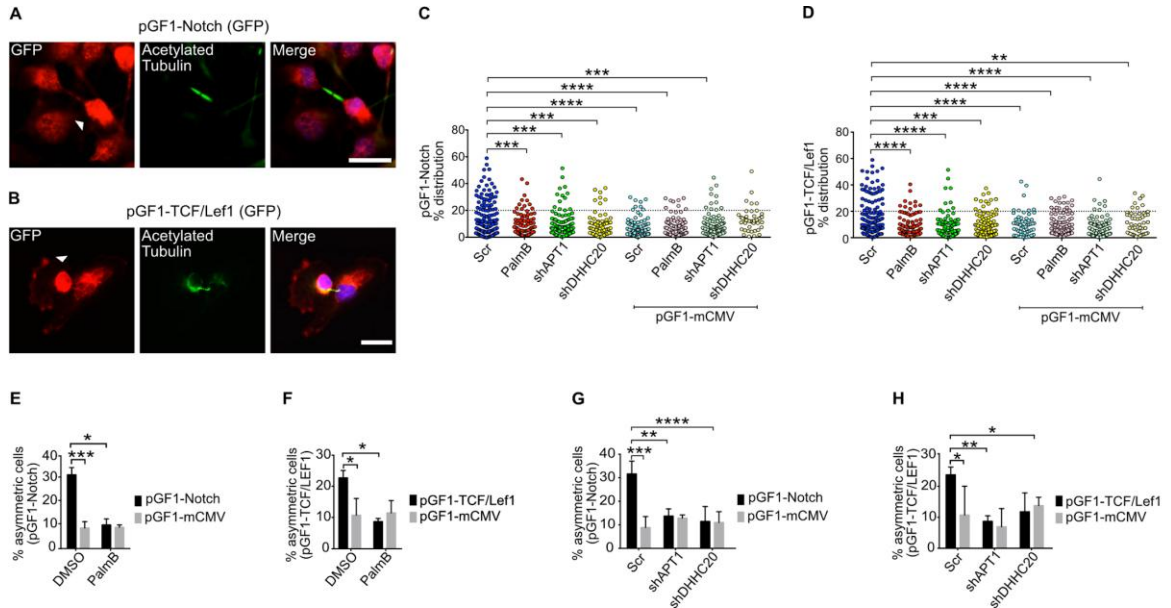 A
pGF1-Notch (GFP)
GFP
Acetylated
Tubulin
Merge
B
pGF1-TCF/Lef1 (GFP)
GFP
Acetylated
Tubulin
Merge
C
***
****
****
***
***
***
pGF1-Notch
% distribution
80
60
40
20
0
Scr
PalmB
shAPT1
shDHHC20
Scr
PalmB
shAPT1
shDHHC20
pGF1-mCMV
D
**
****
****
****
***
****
****
pGF1-TCF/Lef1
% distribution
80
60
40
20
0
Scr
PalmB
shAPT1
shDHHC20
Scr
PalmB
shAPT1
shDHHC20
pGF1-mCMV
E
*
***
% asymmetric cells
(pGF1-Notch)
40
30
20
10
0
DMSO
PalmB
pGF1-Notch
pGF1-mCMV
F
*
*
% asymmetric cells
(pGF1-TCF/LEF1)
30
20
10
0
DMSO
PalmB
pGF1-TCF/Lef1
pGF1-mCMV
G
****
**
***
% asymmetric cells
(pGF1-Notch)
40
30
20
10
0
Scr
shAPT1
shDHHC20
pGF1-Notch
pGF1-mCMV
H
*
**
*
% asymmetric cells
(pGF1-TCF/LEF1)
30
20
10
0
Scr
shAPT1
shDHHC20
pGF1-TCF/Lef1
pGF1-mCMV